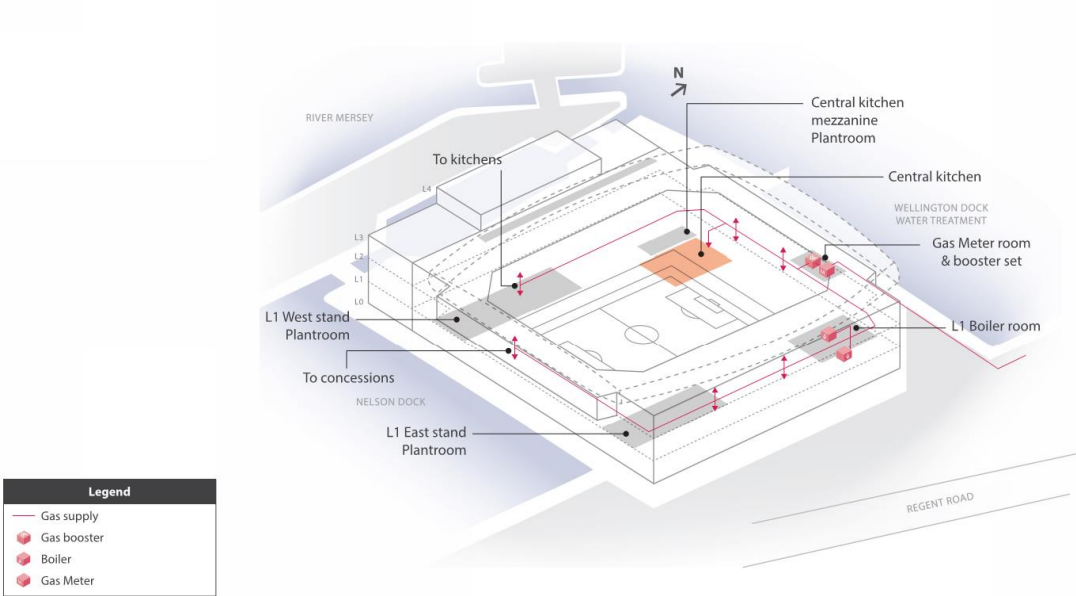 N
RIVER MERSEY
Central kitchen
mezzanine
Plantroom
To kitchens
Central kitchen
L4
WELLINGTON DOCK
WATER TREATMENT
Gas Meter room
& booster set
L3
L2
L1
L0
L1 West stand
Plantroom
L1 Boiler room
To concessions
NELSON DOCK
L1 East stand
Plantroom
REGENT ROAD
Legend
Gas supply
Gas booster
Boiler
Gas Meter